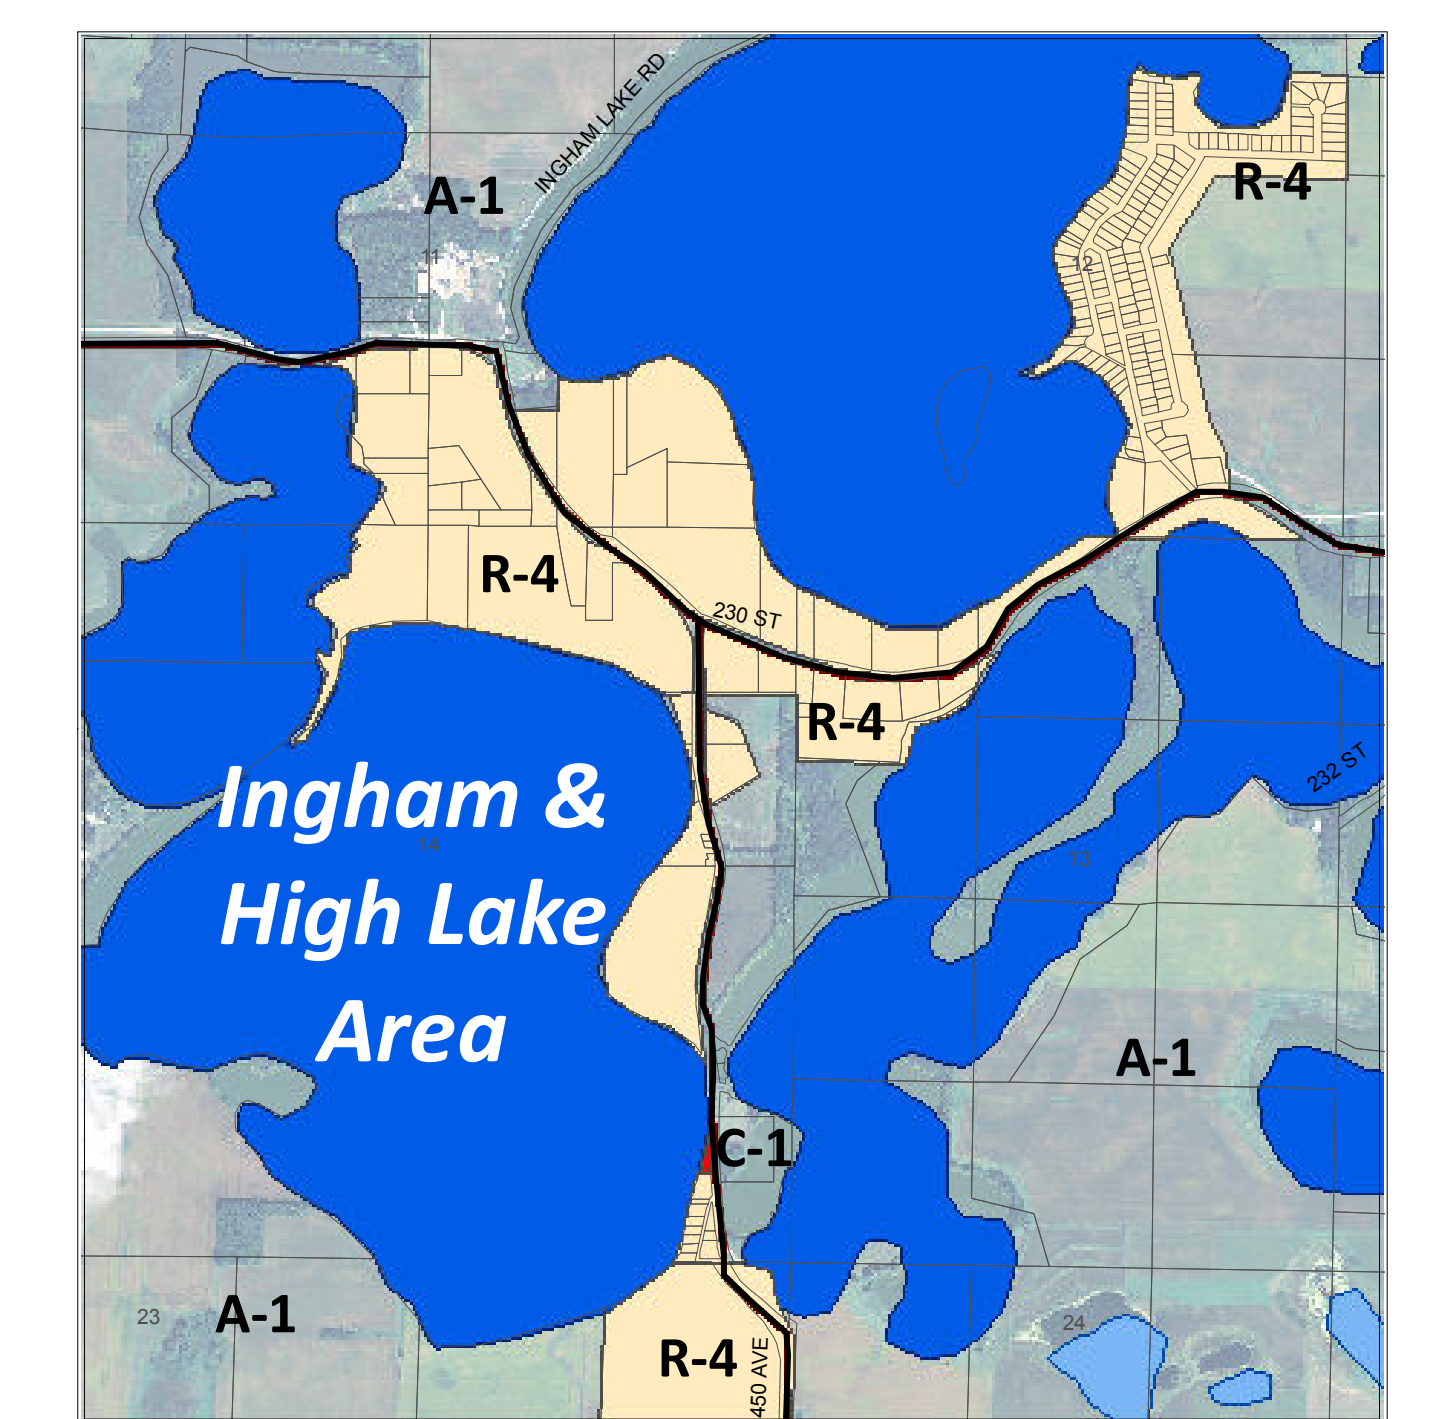 INGHAM LAKE RD
A-1
R-4
11
12
R-4
230 ST
R-4
232 ST
Ingham &
High Lake
Area
14
13
A-1
C-1
23
A-1
24
R-4
450 AVE